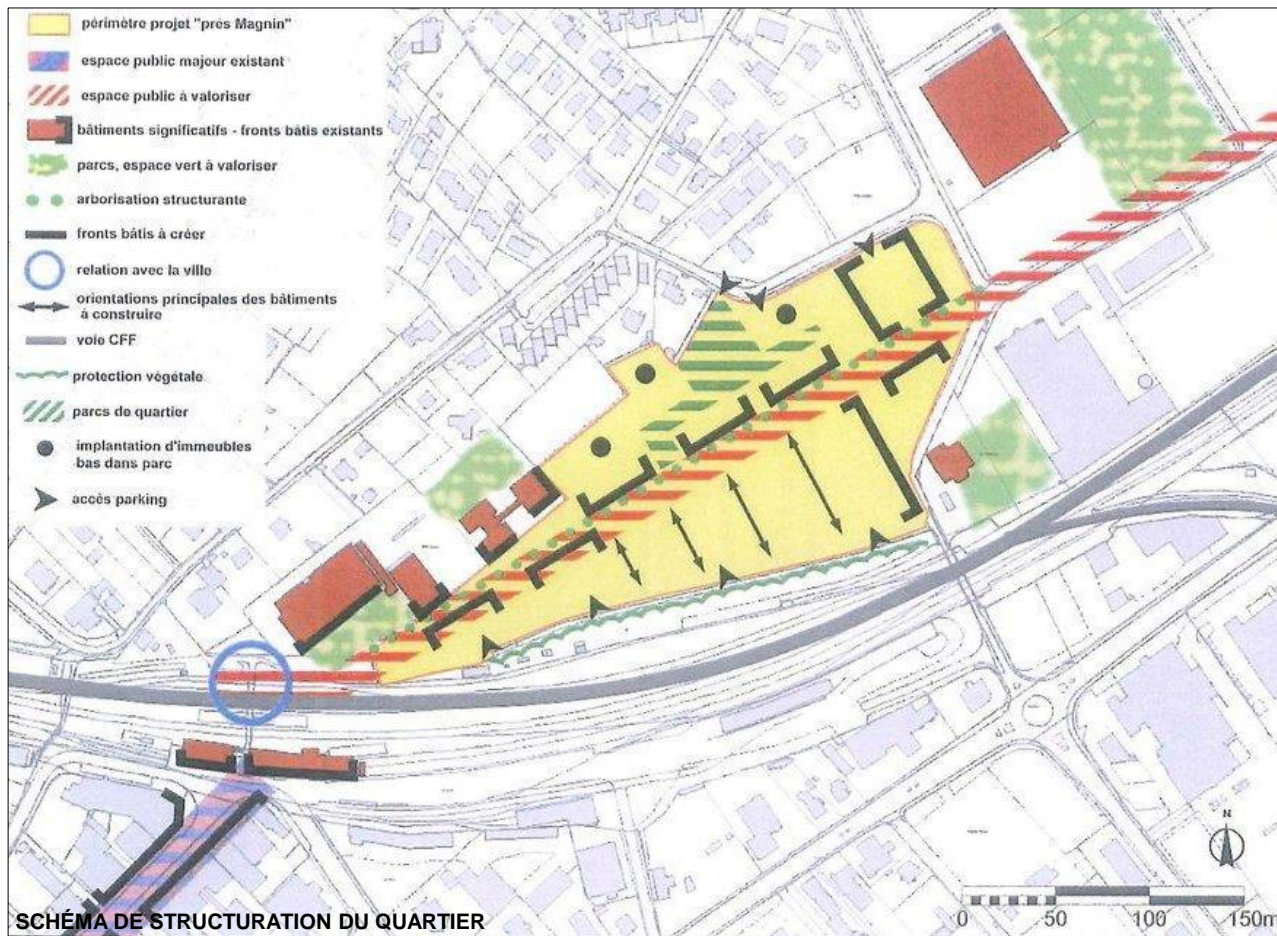 périmètre projet "prés Magnin"
espace public majeur existant
espace public à valoriser
bâtiments significatifs - fronts bâtis existants
parcs, espace vert à valoriser
arborisation structurante
fronts bâtis à créer
relation avec la ville
orientations principales des bâtiments
à construire
voie CFF
protection végétale
parcs de quartier
implantation d'immeubles
bas dans parc
accès parking
N
0 50 100 150m
SCHÉMA DE STRUCTURATION DU QUARTIER